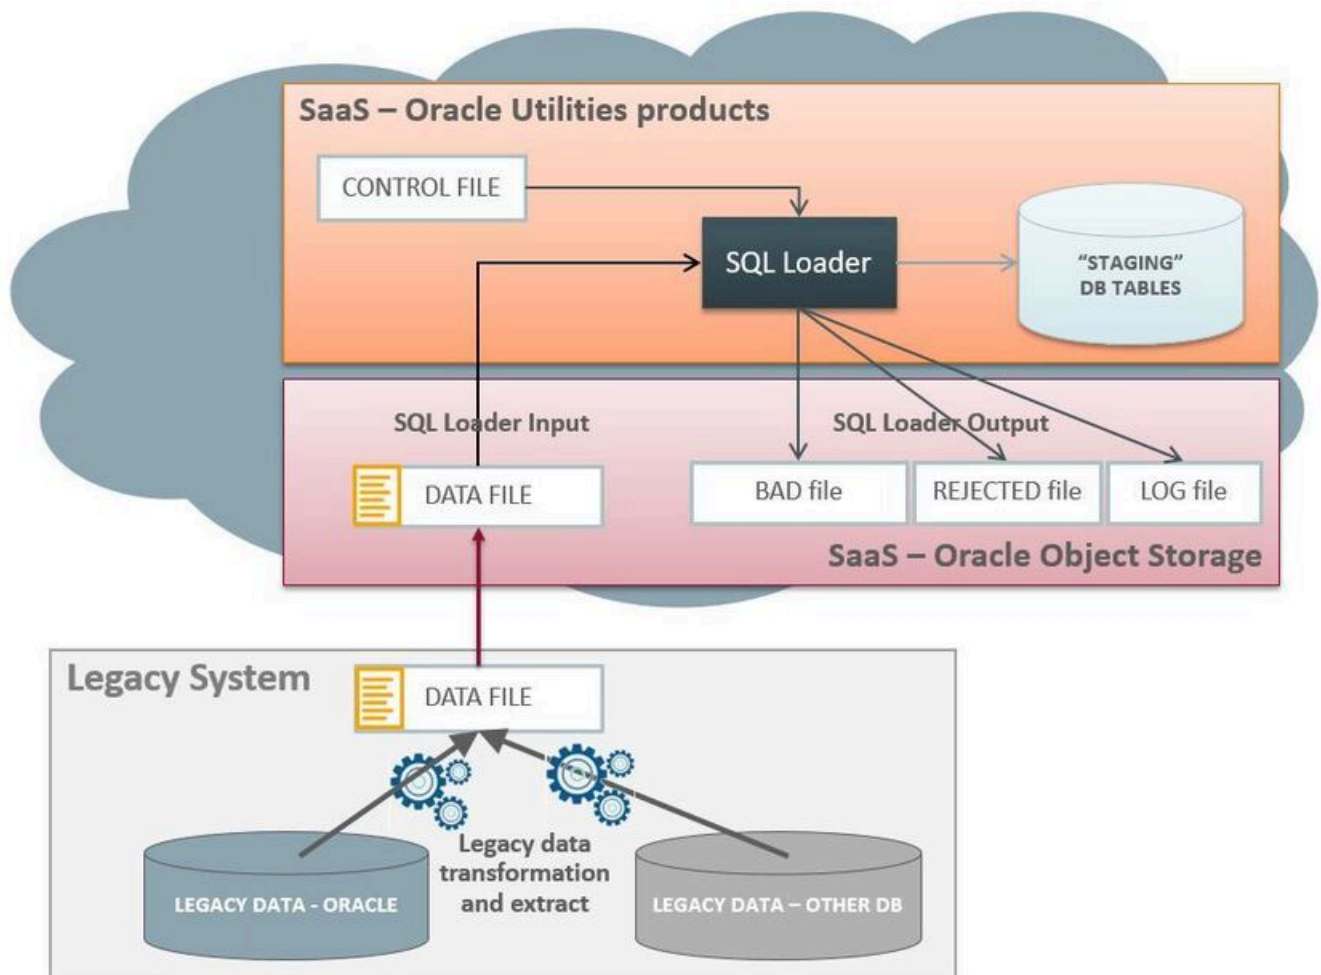 SaaS – Oracle Utilities products
CONTROL FILE
SQL Loader
"STAGING"
DB TABLES
SQL Loader Input
SQL Loader Output
DATA FILE
BAD file
REJECTED file
LOG file
SaaS – Oracle Object Storage
Legacy System
DATA FILE
Legacy data
transformation
and extract
LEGACY DATA - ORACLE
LEGACY DATA – OTHER DB